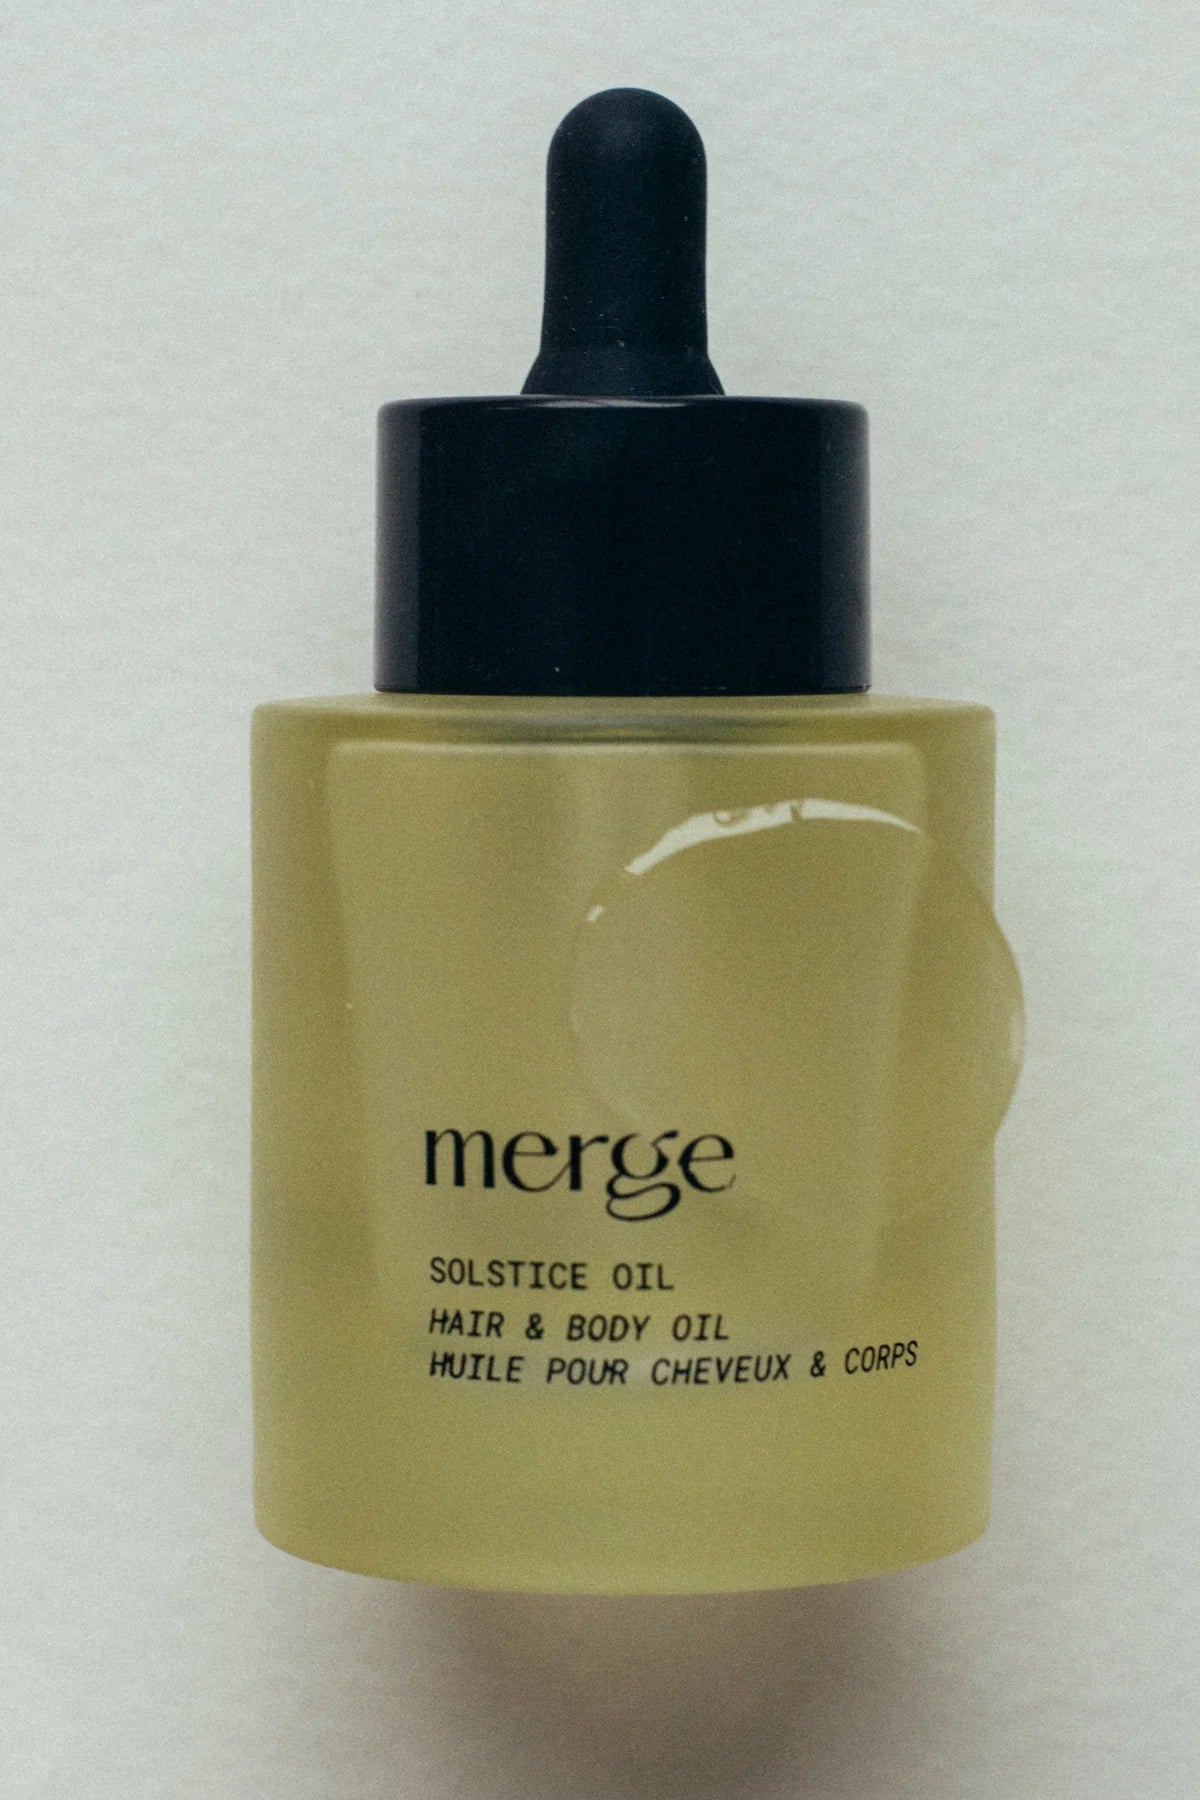 merge
SOLSTICE OIL
HAIR & BODY OIL
HUILE POUR CHEVEUX & CORPS